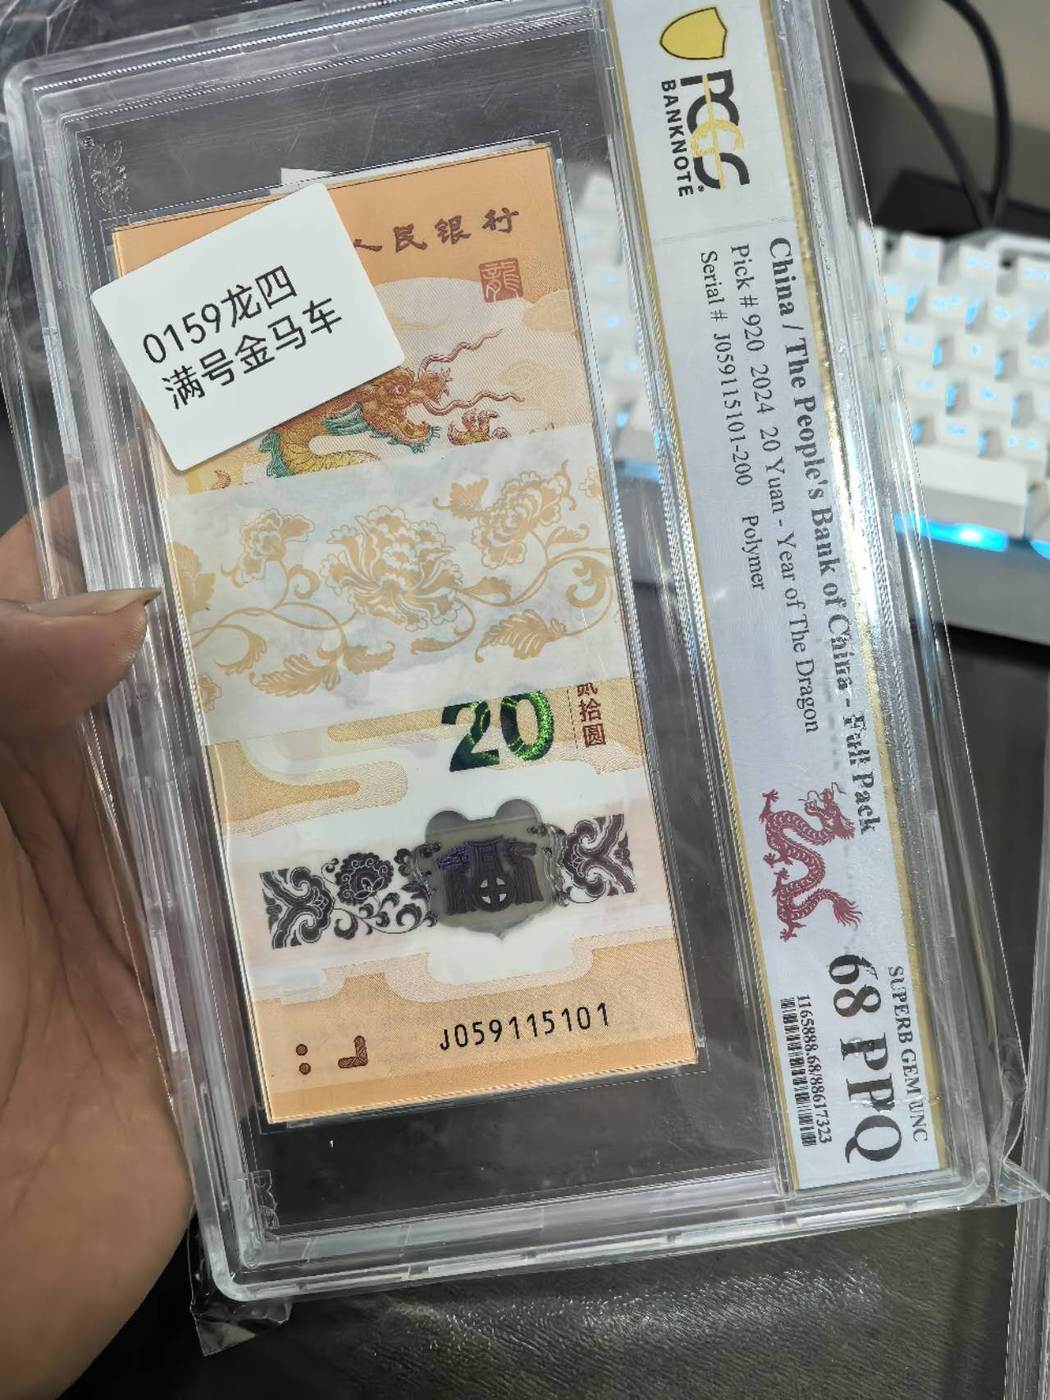 人民银行
龍
0159龙四
满号金马车
20
贰拾圆
J059115101
PCGS
BANKNOTE
China / The People's Bank of China - Full Pack
Pick # 920 2024 20 Yuan - Year of The Dragon
Serial # J059115101-200 Polymer
SUPERB GEM UNC
68 PPQ
1165888.68/88617323